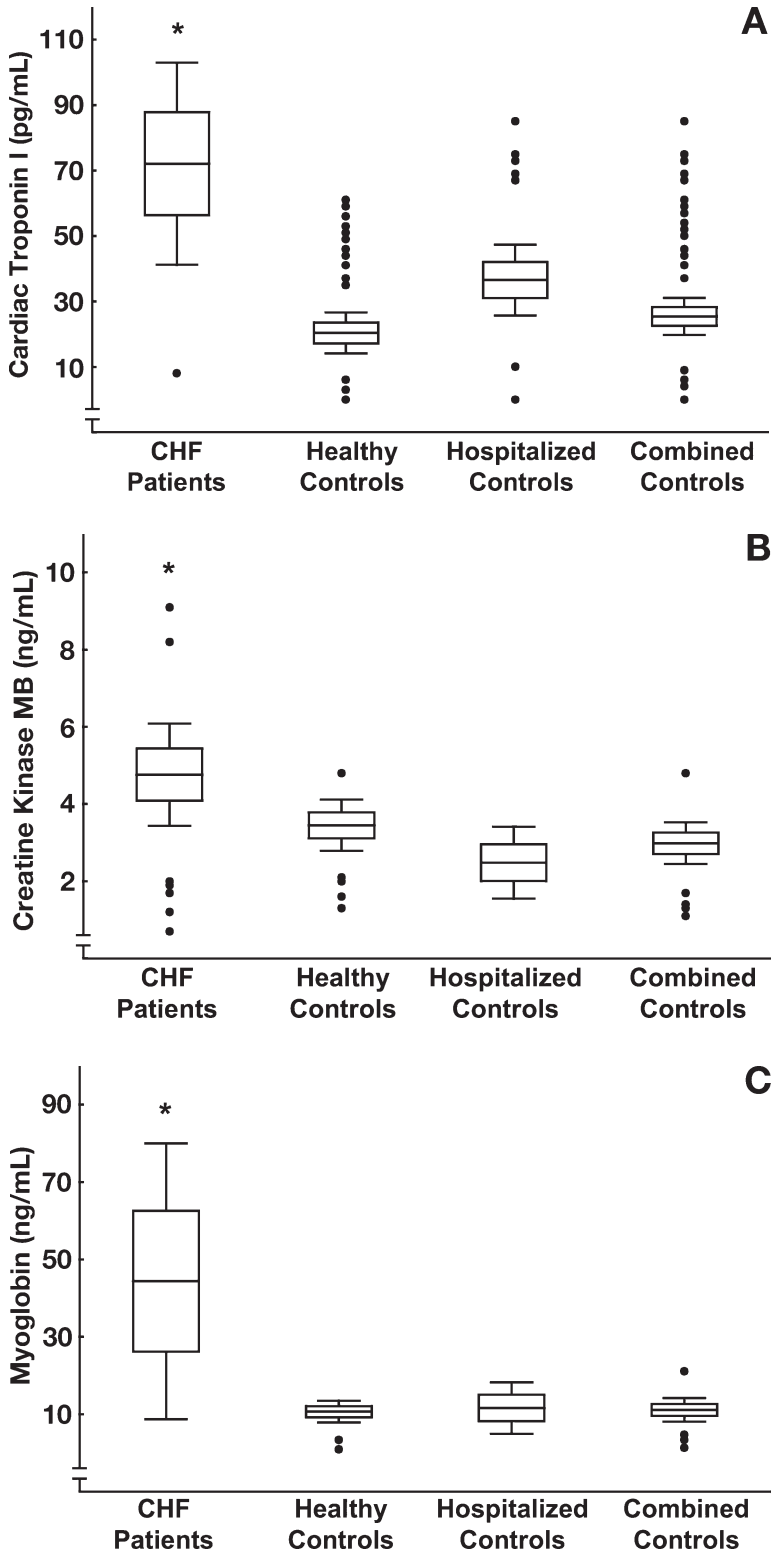 A
Cardiac Troponin I (pg/mL)
110
90
70
50
30
10
*
CHF
Patients
Healthy
Controls
Hospitalized
Controls
Combined
Controls
B
Creatine Kinase MB (ng/mL)
10
8
6
4
2
*
CHF
Patients
Healthy
Controls
Hospitalized
Controls
Combined
Controls
C
Myoglobin (ng/mL)
90
70
50
30
10
*
CHF
Patients
Healthy
Controls
Hospitalized
Controls
Combined
Controls